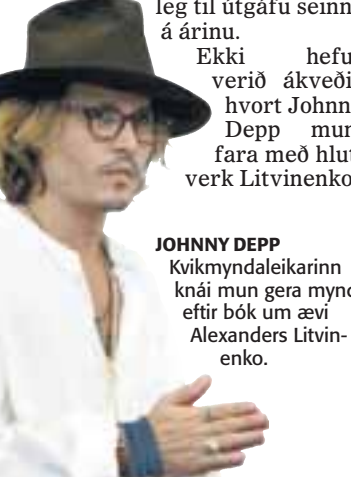 leg til útgáfu seinn
á árinu.
Ekki hefu
verið ákveði
hvort Johnn
Depp mun
fara með hlut
verk Litvinenko
JOHNNY DEPP
Kvikmyndaleikarinn
knái mun gera mynd
eftir bók um ævi
Alexanders Litvin-
enko.